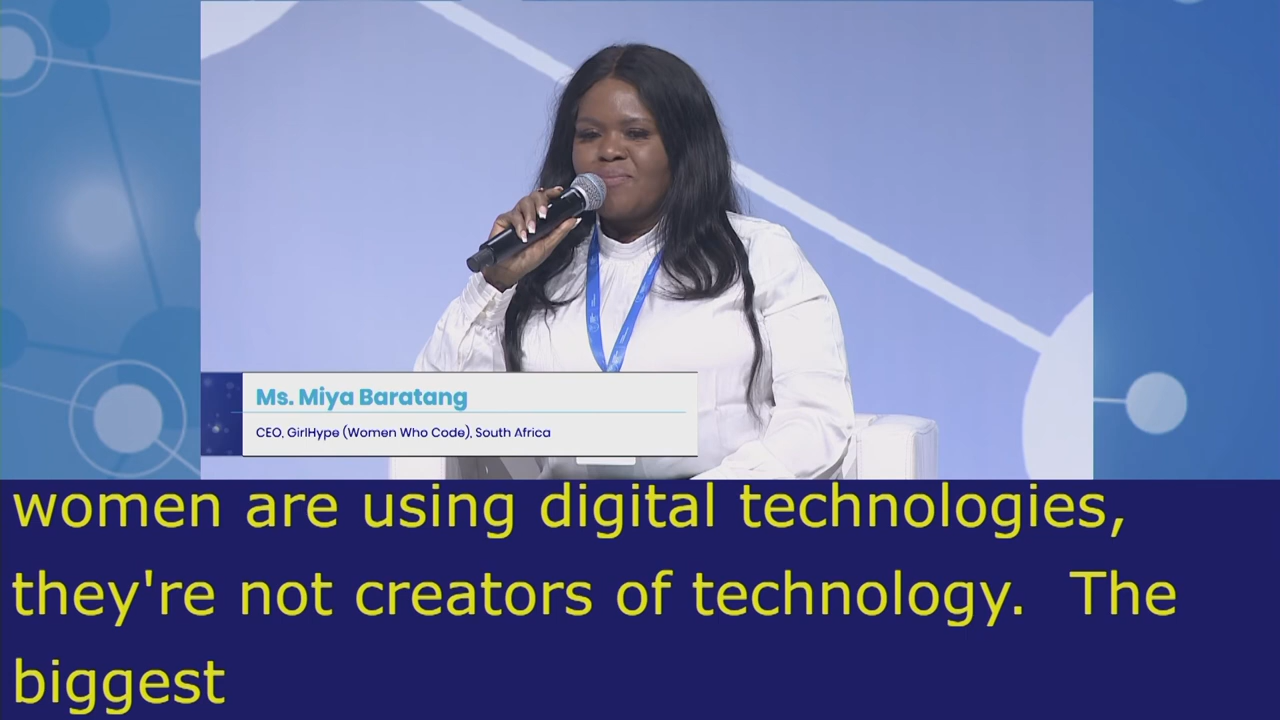 Ms. Miya Baratang
CEO, GirlHype (Women Who Code), South Africa
women are using digital technologies,
they're not creators of technology.  The
biggest